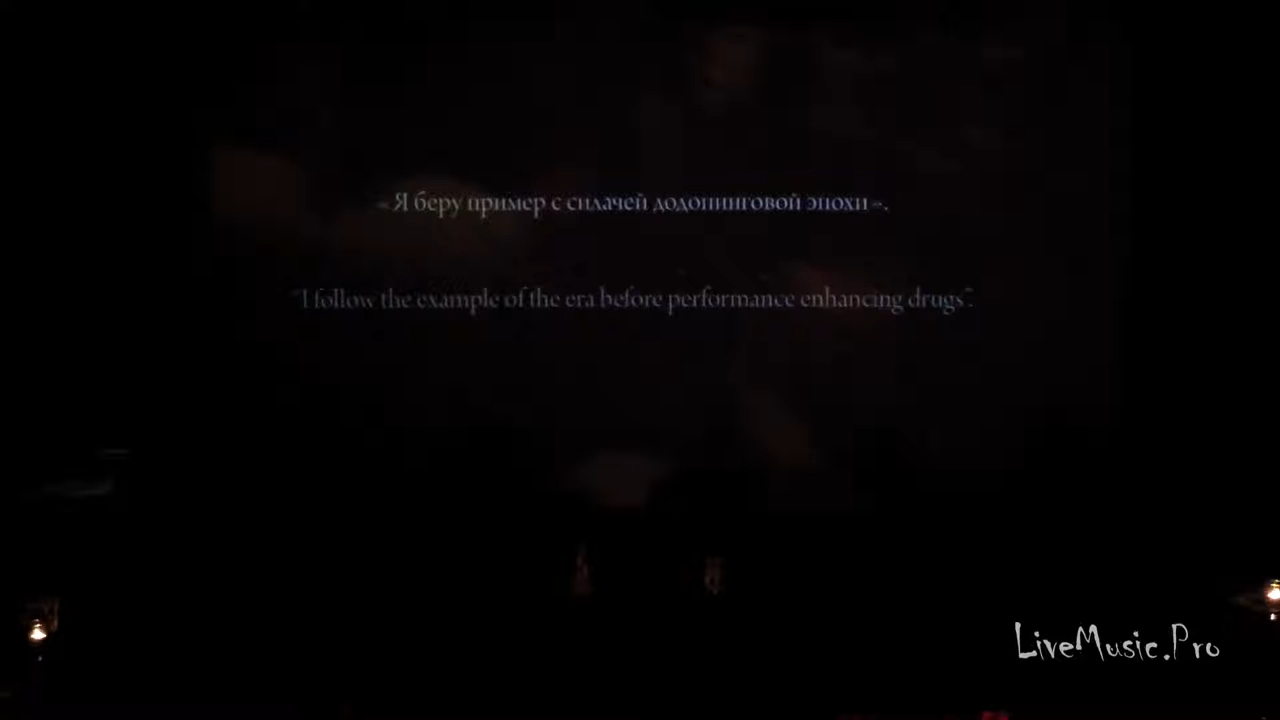 «Я беру пример с силачей додопинговой эпохи».
"I follow the example of the era before performance enhancing drugs".
LiveMusic.Pro